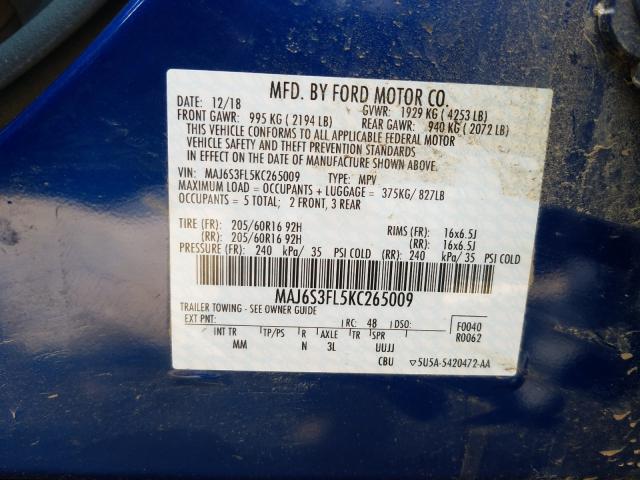 MFD. BY FORD MOTOR CO.
DATE: 12/18 GVWR: 1929 KG ( 4253 LB)
FRONT GAWR: 995 KG ( 2194 LB) REAR GAWR: 940 KG ( 2072 LB)
THIS VEHICLE CONFORMS TO ALL APPLICABLE FEDERAL MOTOR
VEHICLE SAFETY AND THEFT PREVENTION STANDARDS
IN EFFECT ON THE DATE OF MANUFACTURE SHOWN ABOVE.
VIN: MAJ6S3FL5KC265009 TYPE: MPV
MAXIMUM LOAD = OCCUPANTS + LUGGAGE = 375KG/ 827LB
OCCUPANTS = 5 TOTAL; 2 FRONT, 3 REAR
TIRE (FR): 205/60R16 92H RIMS (FR): 16x6.5J
(RR): 205/60R16 92H (RR): 16x6.5J
PRESSURE (FR): 240 kPa/ 35 PSI COLD (RR): 240 kPa/ 35 PSI COLD
MAJ6S3FL5KC265009
TRAILER TOWING - SEE OWNER GUIDE
EXT PNT: RC: 48 DSO: F0040
R0062
INT TR TP/PS R AXLE TR SPR
MM N 3L UUJJ
CBU ▽5U5A-5420472-AA